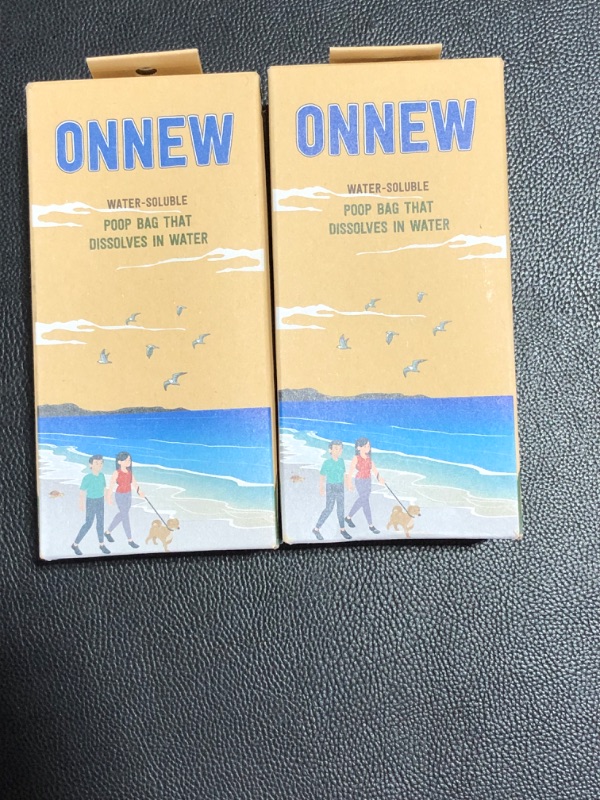 ONNEW
WATER-SOLUBLE
POOP BAG THAT
DISSOLVES IN WATER
ONNEW
WATER-SOLUBLE
POOP BAG THAT
DISSOLVES IN WATER